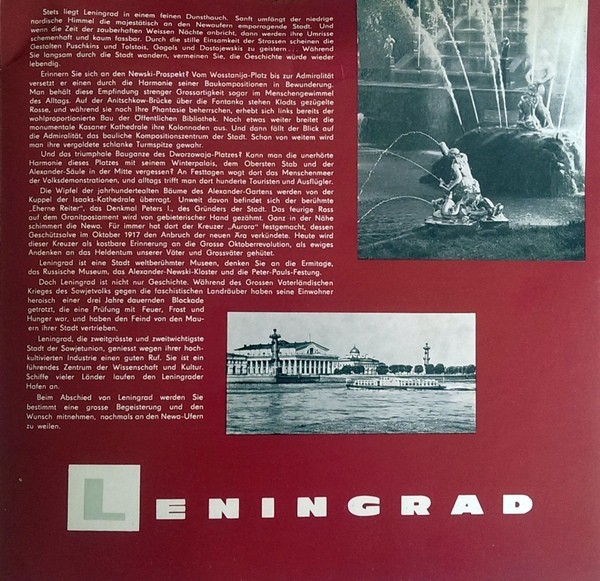 Stets liegt Leningrad in einem feinen Dunsthauch. Sanft umfängt der niedrige
nordische Himmel die majestätisch an den Newaufern emporragende Stadt. Und
wenn die Zeit der zauberhaften Weissen Nächte anbricht, dann werden ihre Umrisse
schemenhaft und kaum fassbar. Durch die stille Einsamkeit der Strassen scheinen die
Gestalten Puschkins und Tolstois, Gogols und Dostojewskis zu geistern... Während
Sie langsam durch die Stadt wandern, vermeinen Sie, die Geschichte würde wieder
lebendig.
Erinnern Sie sich an den Newski-Prospekt? Vom Wosstanija-Platz bis zur Admiralität
versetzt er einen durch die Harmonie seiner Baukompositionen in Bewunderung.
Man behält diese Empfindung strenger Grossartigkeit sogar im Menschengewimmel
des Alltags. Auf der Anitschkow-Brücke über die Fontanka stehen Klodts gezügelte
Rosse, und während sie noch Ihre Phantasie beherrschen, erhebt sich links bereits der
wohlproportionierte Bau der Öffentlichen Bibliothek. Noch etwas weiter breitet die
monumentale Kasaner Kathedrale ihre Kolonnaden aus. Und dann fällt der Blick auf
die Admiralität, das bauliche Kompositionszentrum der Stadt. Schon von weitem wird
man ihre vergoldete schlanke Turmspitze gewahr.
Und das triumphale Bauganze des Dworzowaja-Platzes? Kann man die unerhörte
Harmonie dieses Platzes mit seinem Winterpalais, dem Obersten Stab und der
Alexander-Säule in der Mitte vergessen? An Festtagen wogt dort das Menschenmeer
der Volksdemonstrationen, und alltags trifft man dort hunderte Touristen und Ausflügler.
Die Wipfel der jahrhundertealten Bäume des Alexander-Gartens werden von der
Kuppel der Isaaks-Kathedrale überragt. Unweit davon befindet sich der berühmte
„Eherne Reiter", das Denkmal Peters I., des Gründers der Stadt. Das feurige Ross
auf dem Granitpostament wird von gebieterischer Hand gezähmt. Ganz in der Nähe
schimmert die Newa. Für immer hat dort der Kreuzer „Aurora" festgemacht, dessen
Geschützsalve im Oktober 1917 den Anbruch der neuen Ära verkündete. Heute wird
dieser Kreuzer als kostbare Erinnerung an die Grosse Oktoberrevolution, als ewiges
Andenken an das Heldentum unserer Väter und Grossväter gehütet.
Leningrad ist eine Stadt weltberühmter Museen, denken Sie an die Ermitage,
das Russische Museum, das Alexander-Newski-Kloster und die Peter-Pauls-Festung.
Doch Leningrad ist nicht nur Geschichte. Während des Grossen Vaterländischen
Krieges des Sowjetvolks gegen die faschistischen Landräuber haben seine Einwohner
heroisch einer drei Jahre dauernden Blockade
getrotzt, die eine Prüfung mit Feuer, Frost und
Hunger war, und haben den Feind von den Mau-
ern ihrer Stadt vertrieben.
Leningrad, die zweitgrösste und zweitwichtigste
Stadt der Sowjetunion, geniesst wegen ihrer hoch-
kultivierten Industrie einen guten Ruf. Sie ist ein
führendes Zentrum der Wissenschaft und Kultur.
Schiffe vieler Länder laufen den Leningrader
Hafen an.
Beim Abschied von Leningrad werden Sie
bestimmt eine grosse Begeisterung und den
Wunsch mitnehmen, nochmals an den Newa-Ufern
zu weilen.
LENINGRAD